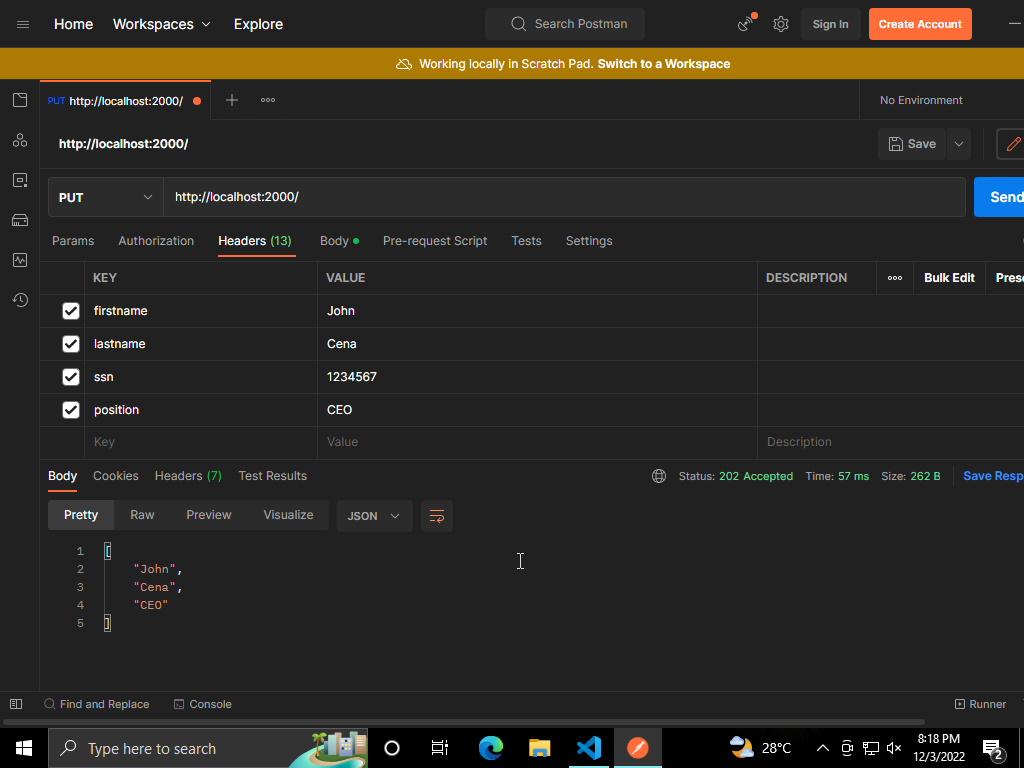 Home Workspaces Explore Search Postman Sign In Create Account
Working locally in Scratch Pad. Switch to a Workspace
PUT http://localhost:2000/ No Environment
http://localhost:2000/ Save
PUT http://localhost:2000/ Send
Params Authorization Headers (13) Body Pre-request Script Tests Settings
KEY VALUE DESCRIPTION Bulk Edit Prese
firstname John
lastname Cena
ssn 1234567
position CEO
Key Value Description
Body Cookies Headers (7) Test Results Status: 202 Accepted Time: 57 ms Size: 262 B Save Resp
Pretty Raw Preview Visualize JSON
1 [
2 "John",
3 "Cena",
4 "CEO"
5 ]
Find and Replace Console Runner
Type here to search 28°C 8:18 PM
12/3/2022 2